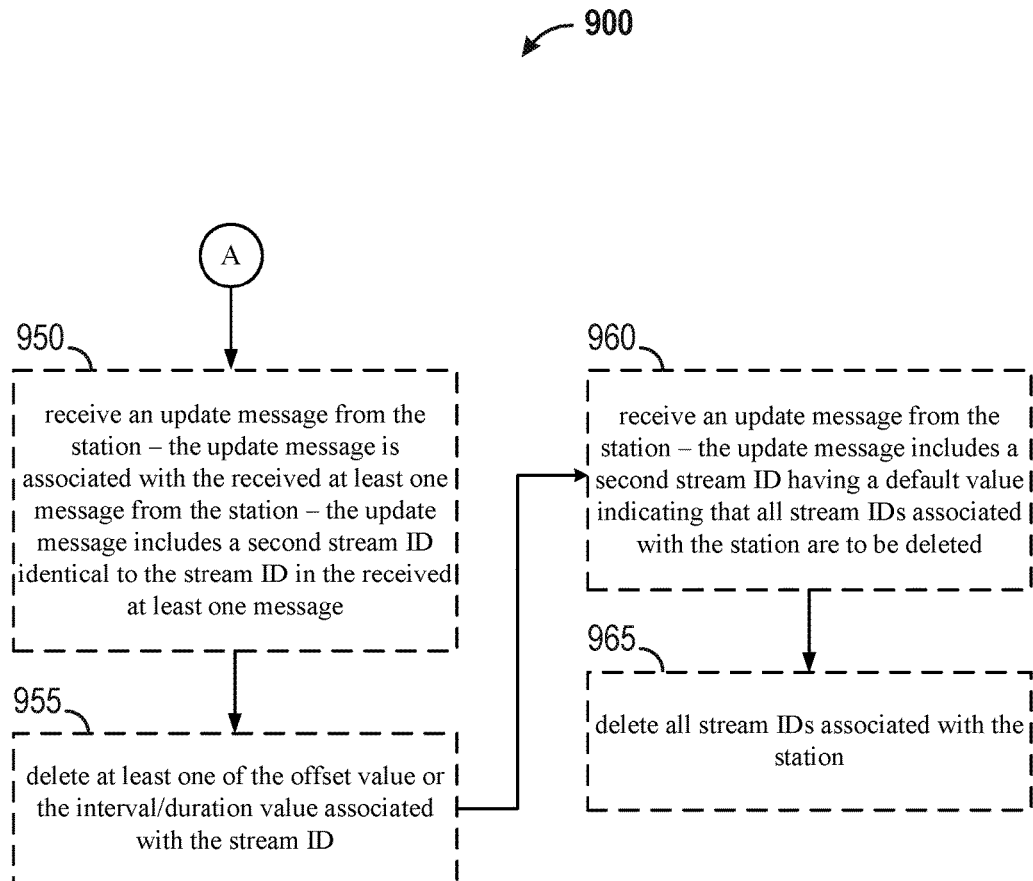 900
A
950
receive an update message from the
station – the update message is
associated with the received at least one
message from the station – the update
message includes a second stream ID
identical to the stream ID in the received
at least one message
955
delete at least one of the offset value or
the interval/duration value associated
with the stream ID
960
receive an update message from the
station – the update message includes a
second stream ID having a default value
indicating that all stream IDs associated
with the station are to be deleted
965
delete all stream IDs associated with the
station